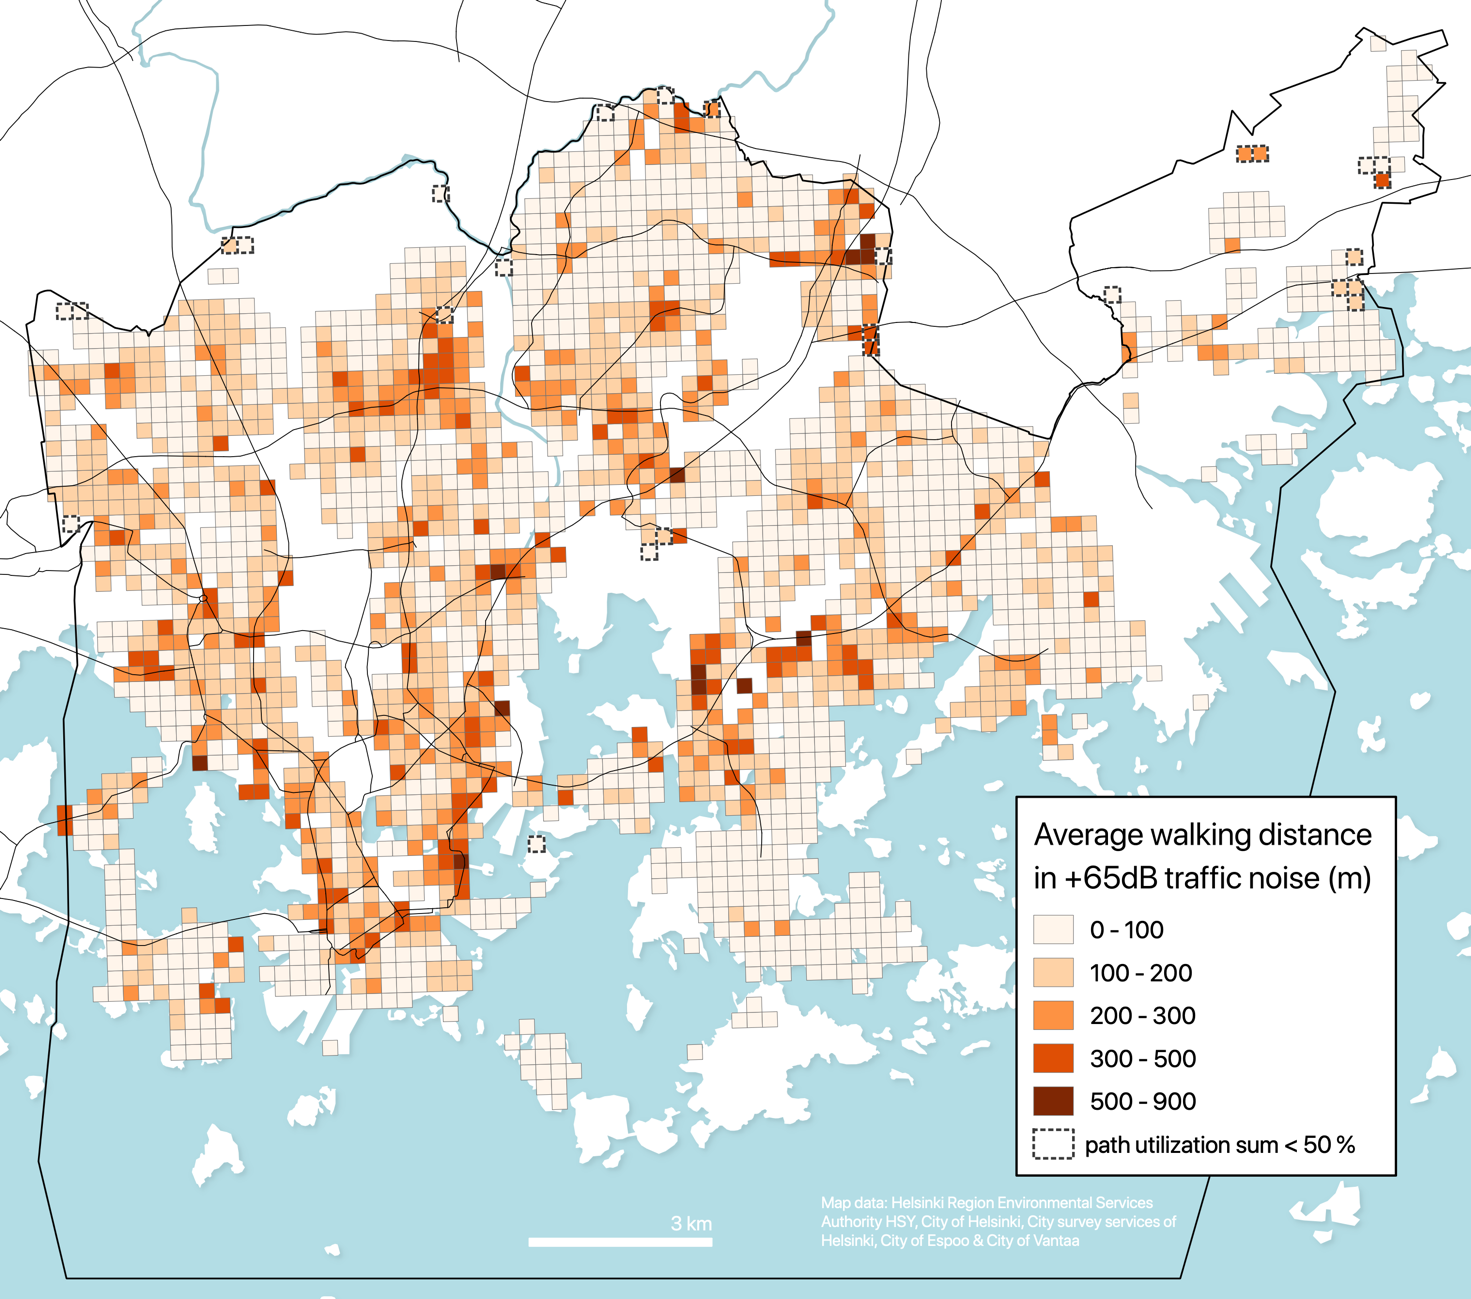 Average walking distance
in +65dB traffic noise (m)
0 - 100
100 - 200
200 - 300
300 - 500
500 - 900
path utilization sum < 50 %
3 km
Map data: Helsinki Region Environmental Services
Authority HSY, City of Helsinki, City survey services of
Helsinki, City of Espoo & City of Vantaa